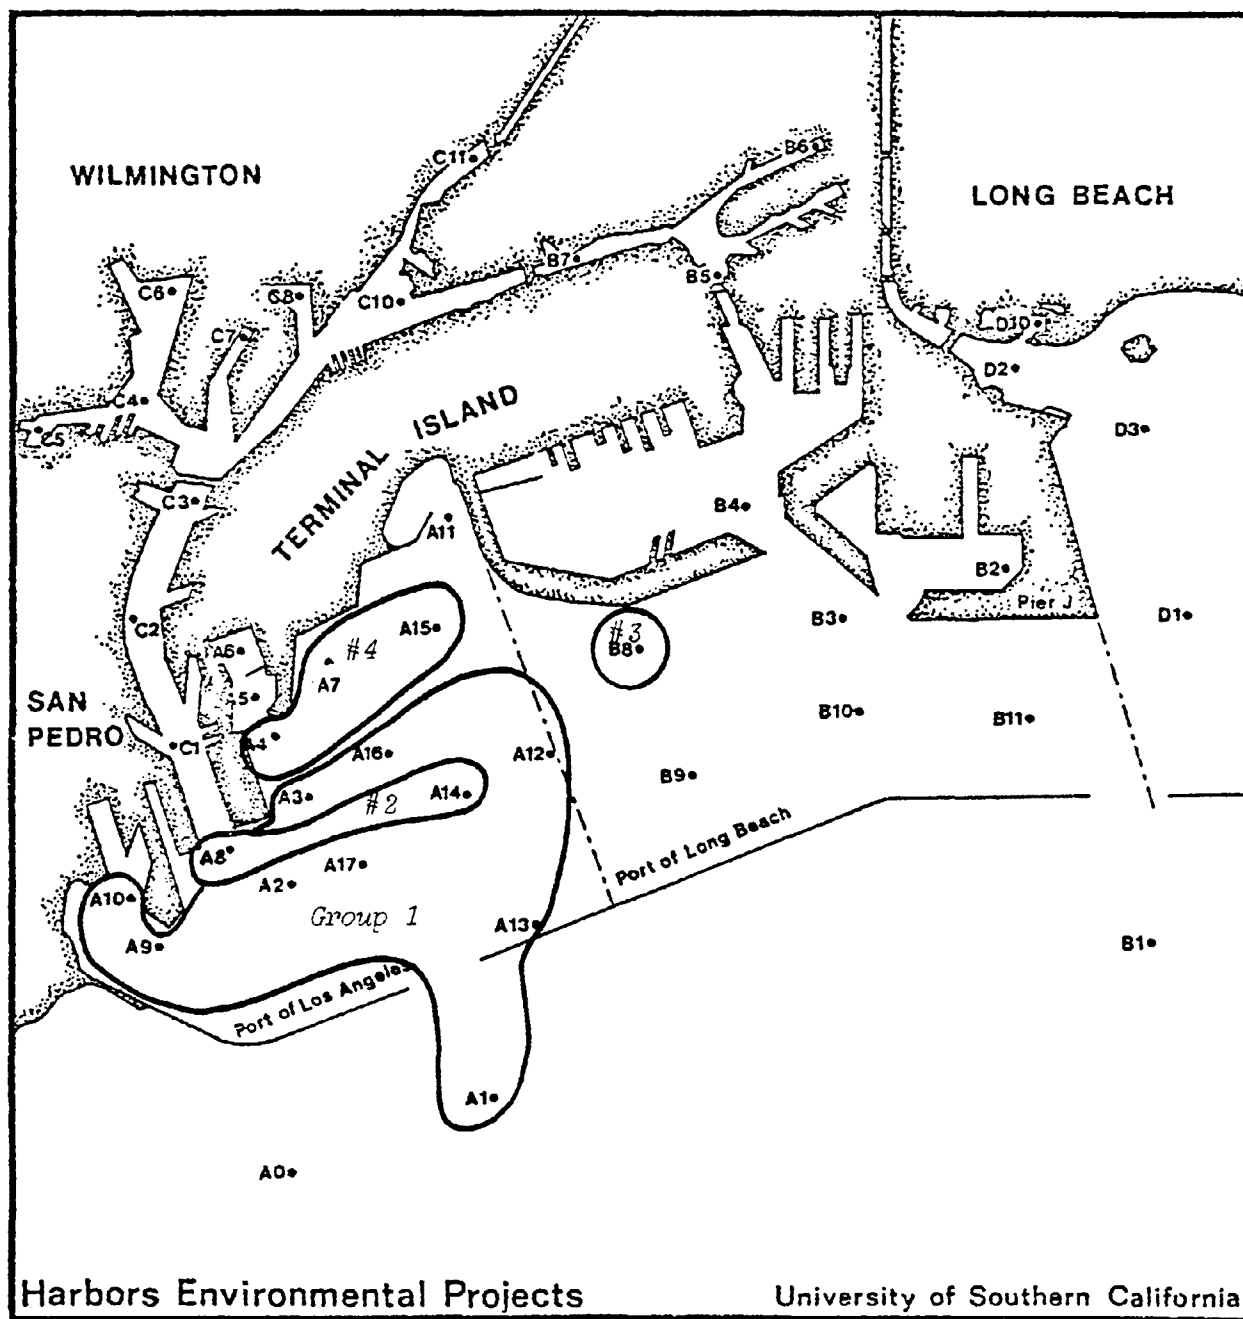 C11
B6
WILMINGTON
LONG BEACH
B7
B5
C6
C8
C10
C7
D10
D2
C4
C5
D3
TERMINAL ISLAND
C3
B4
A11
B2
Pier J
C2
A15
#3
B3
D1
A6
#4
B8
A7
SAN
PEDRO
5
B10
B11
C1
A4
A16
A12
B9
A3
#2
A14
Port of Long Beach
A8
A17
A2
A10
Group 1
A13
A9
B1
Port of Los Angeles
A1
A0
Harbors Environmental Projects
University of Southern California